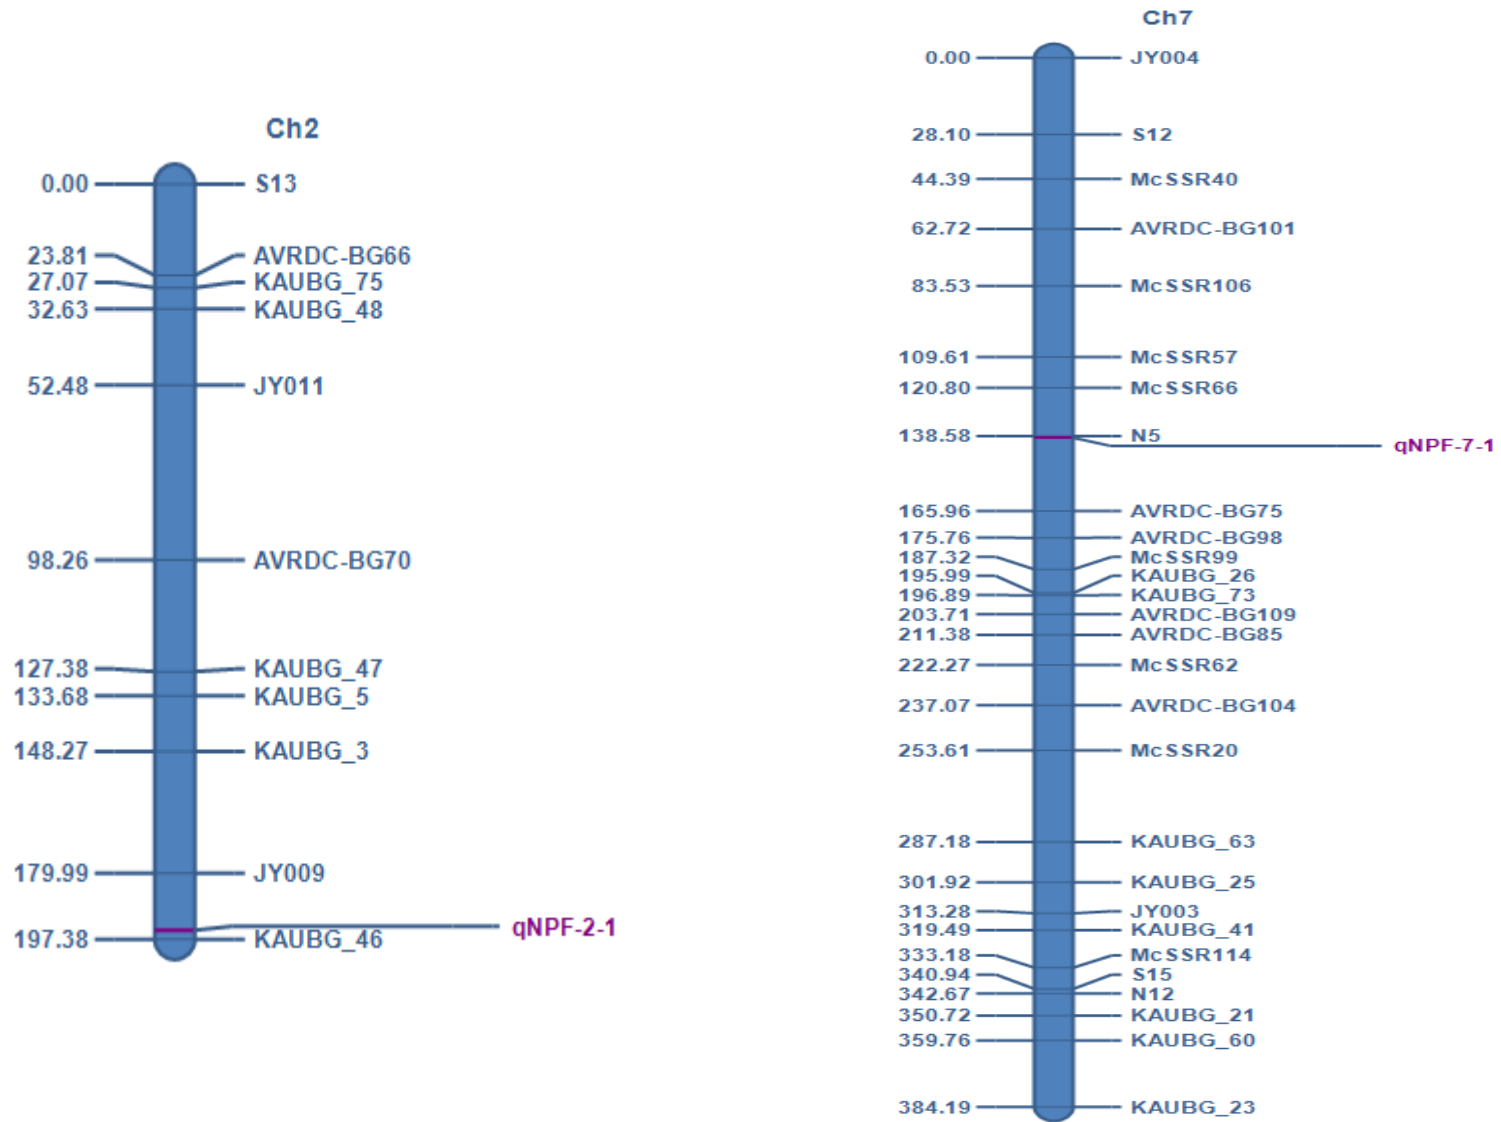 Ch2
0.00 S13
23.81 AVRDC-BG66
27.07 KAUBG_75
32.63 KAUBG_48
52.48 JY011
98.26 AVRDC-BG70
127.38 KAUBG_47
133.68 KAUBG_5
148.27 KAUBG_3
179.99 JY009
qNPF-2-1
197.38 KAUBG_46
Ch7
0.00 JY004
28.10 S12
44.39 McSSR40
62.72 AVRDC-BG101
83.53 McSSR106
109.61 McSSR57
120.80 McSSR66
138.58 N5
qNPF-7-1
165.96 AVRDC-BG75
175.76 AVRDC-BG98
187.32 McSSR99
195.99 KAUBG_26
196.89 KAUBG_73
203.71 AVRDC-BG109
211.38 AVRDC-BG85
222.27 McSSR62
237.07 AVRDC-BG104
253.61 McSSR20
287.18 KAUBG_63
301.92 KAUBG_25
313.28 JY003
319.49 KAUBG_41
333.18 McSSR114
340.94 S15
342.67 N12
350.72 KAUBG_21
359.76 KAUBG_60
384.19 KAUBG_23